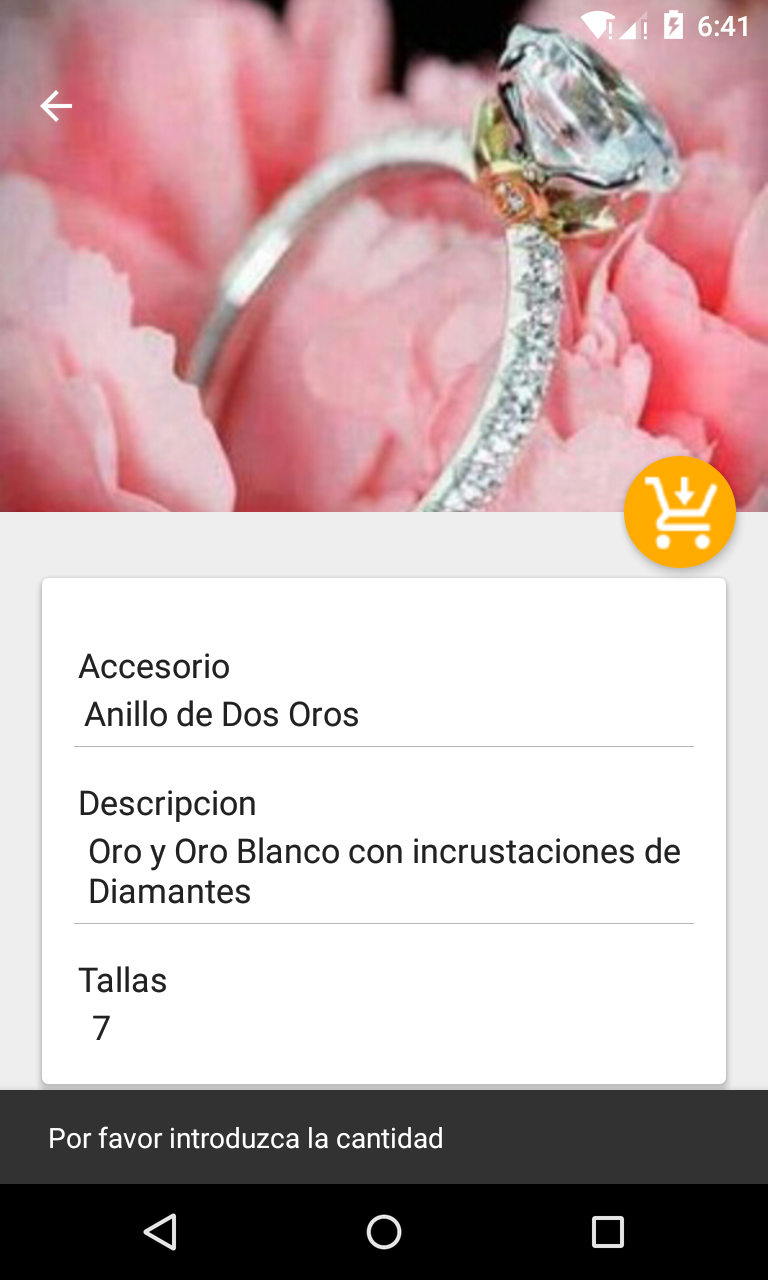 6:41
Accesorio
Anillo de Dos Oros
Descripcion
Oro y Oro Blanco con incrustaciones de
Diamantes
Tallas
7
Por favor introduzca la cantidad